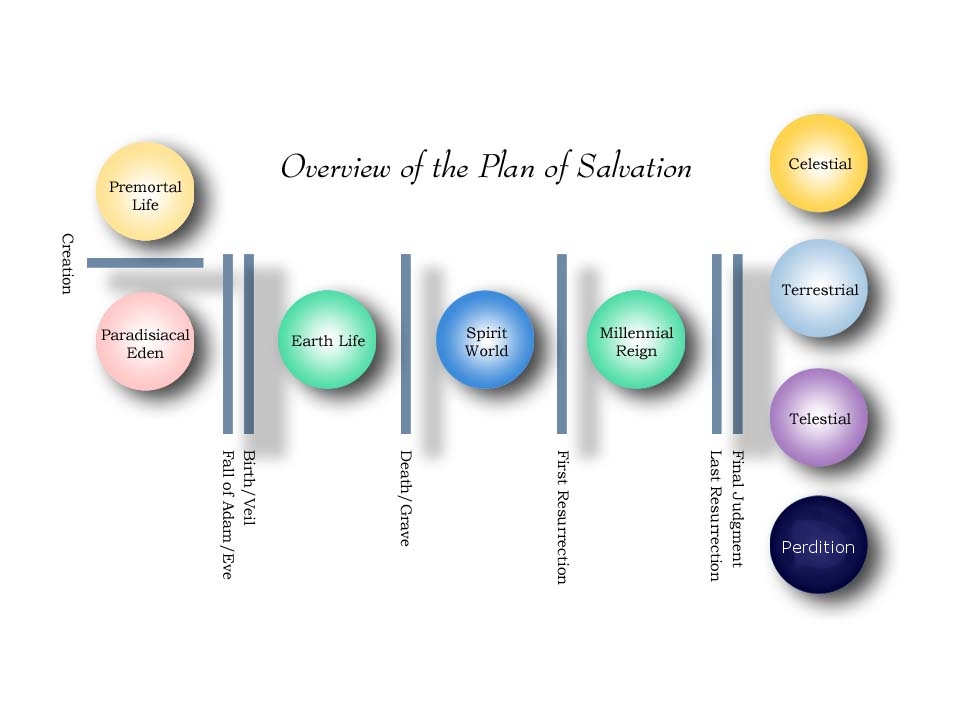 Overview of the Plan of Salvation
Premortal
Life
Creation
Paradisiacal
Eden
Fall of Adam/Eve
Birth/Veil
Earth Life
Death/Grave
Spirit
World
First Resurrection
Millennial
Reign
Last Resurrection
Final Judgment
Celestial
Terrestrial
Telestial
Perdition